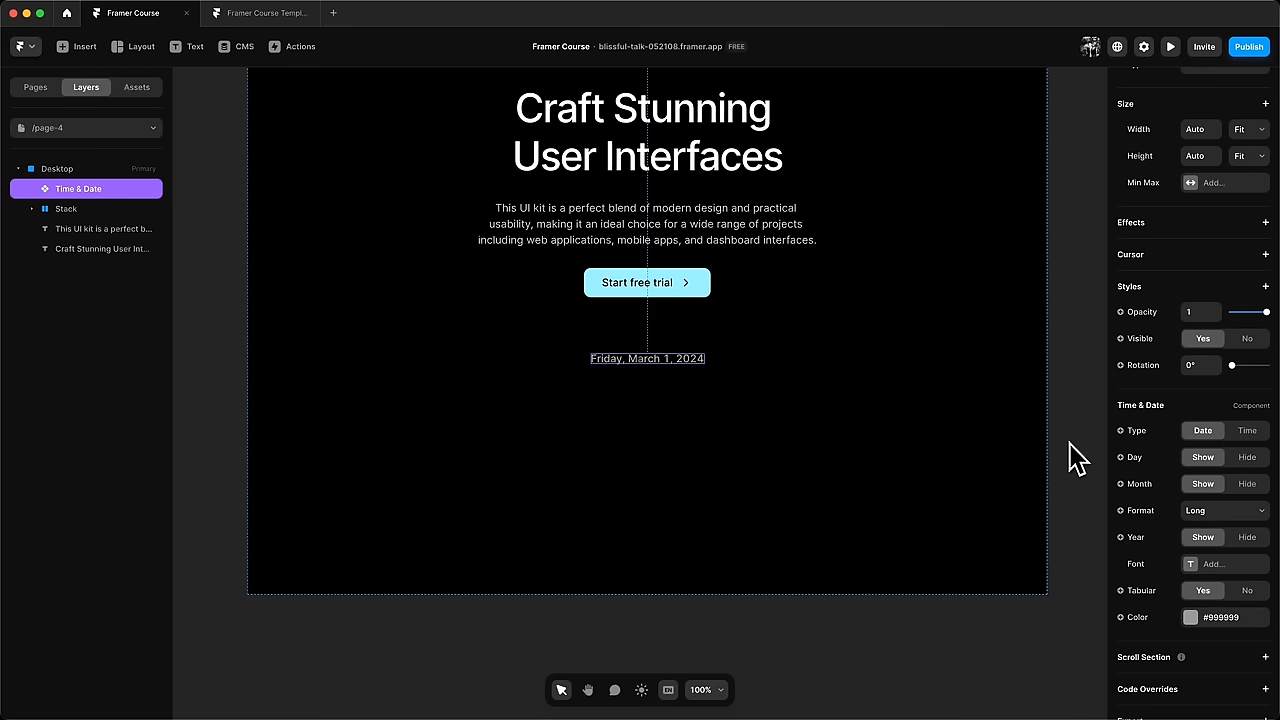 Framer Course
Framer Course Templ...
Insert
Layout
Text
CMS
Actions
Framer Course · blissful-talk-052108.framer.app FREE
Invite
Publish
Pages
Layers
Assets
/page-4
Desktop
Primary
Time & Date
Stack
This UI kit is a perfect b...
Craft Stunning User Int...
Craft Stunning
User Interfaces
This UI kit is a perfect blend of modern design and practical
usability, making it an ideal choice for a wide range of projects
including web applications, mobile apps, and dashboard interfaces.
Start free trial
Friday, March 1, 2024
EN
100%
Size
Width Auto Fit
Height Auto Fit
Min Max Add...
Effects
Cursor
Styles
Opacity 1
Visible Yes No
Rotation 0°
Time & Date Component
Type Date Time
Day Show Hide
Month Show Hide
Format Long
Year Show Hide
Font T Add...
Tabular Yes No
Color #999999
Scroll Section
Code Overrides